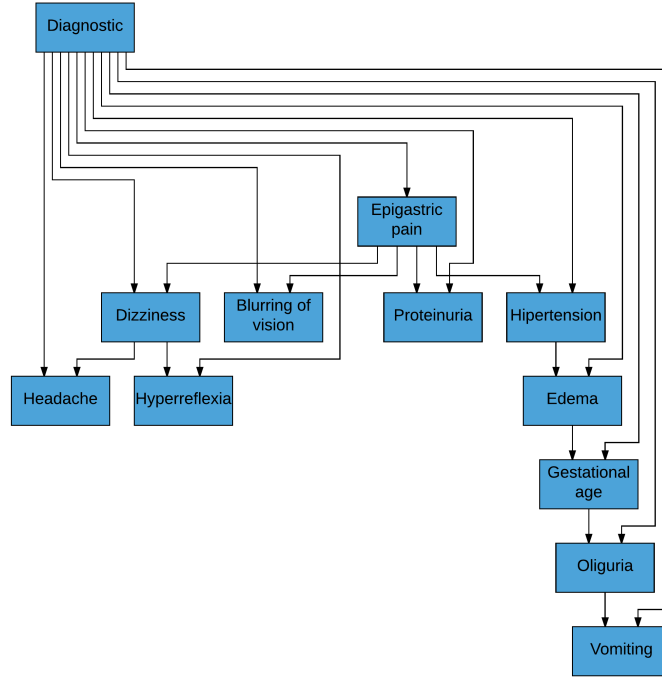 Diagnostic
Epigastric
pain
Dizziness
Blurring of
vision
Proteinuria
Hipertension
Headache
Hyperreflexia
Edema
Gestational
age
Oliguria
Vomiting